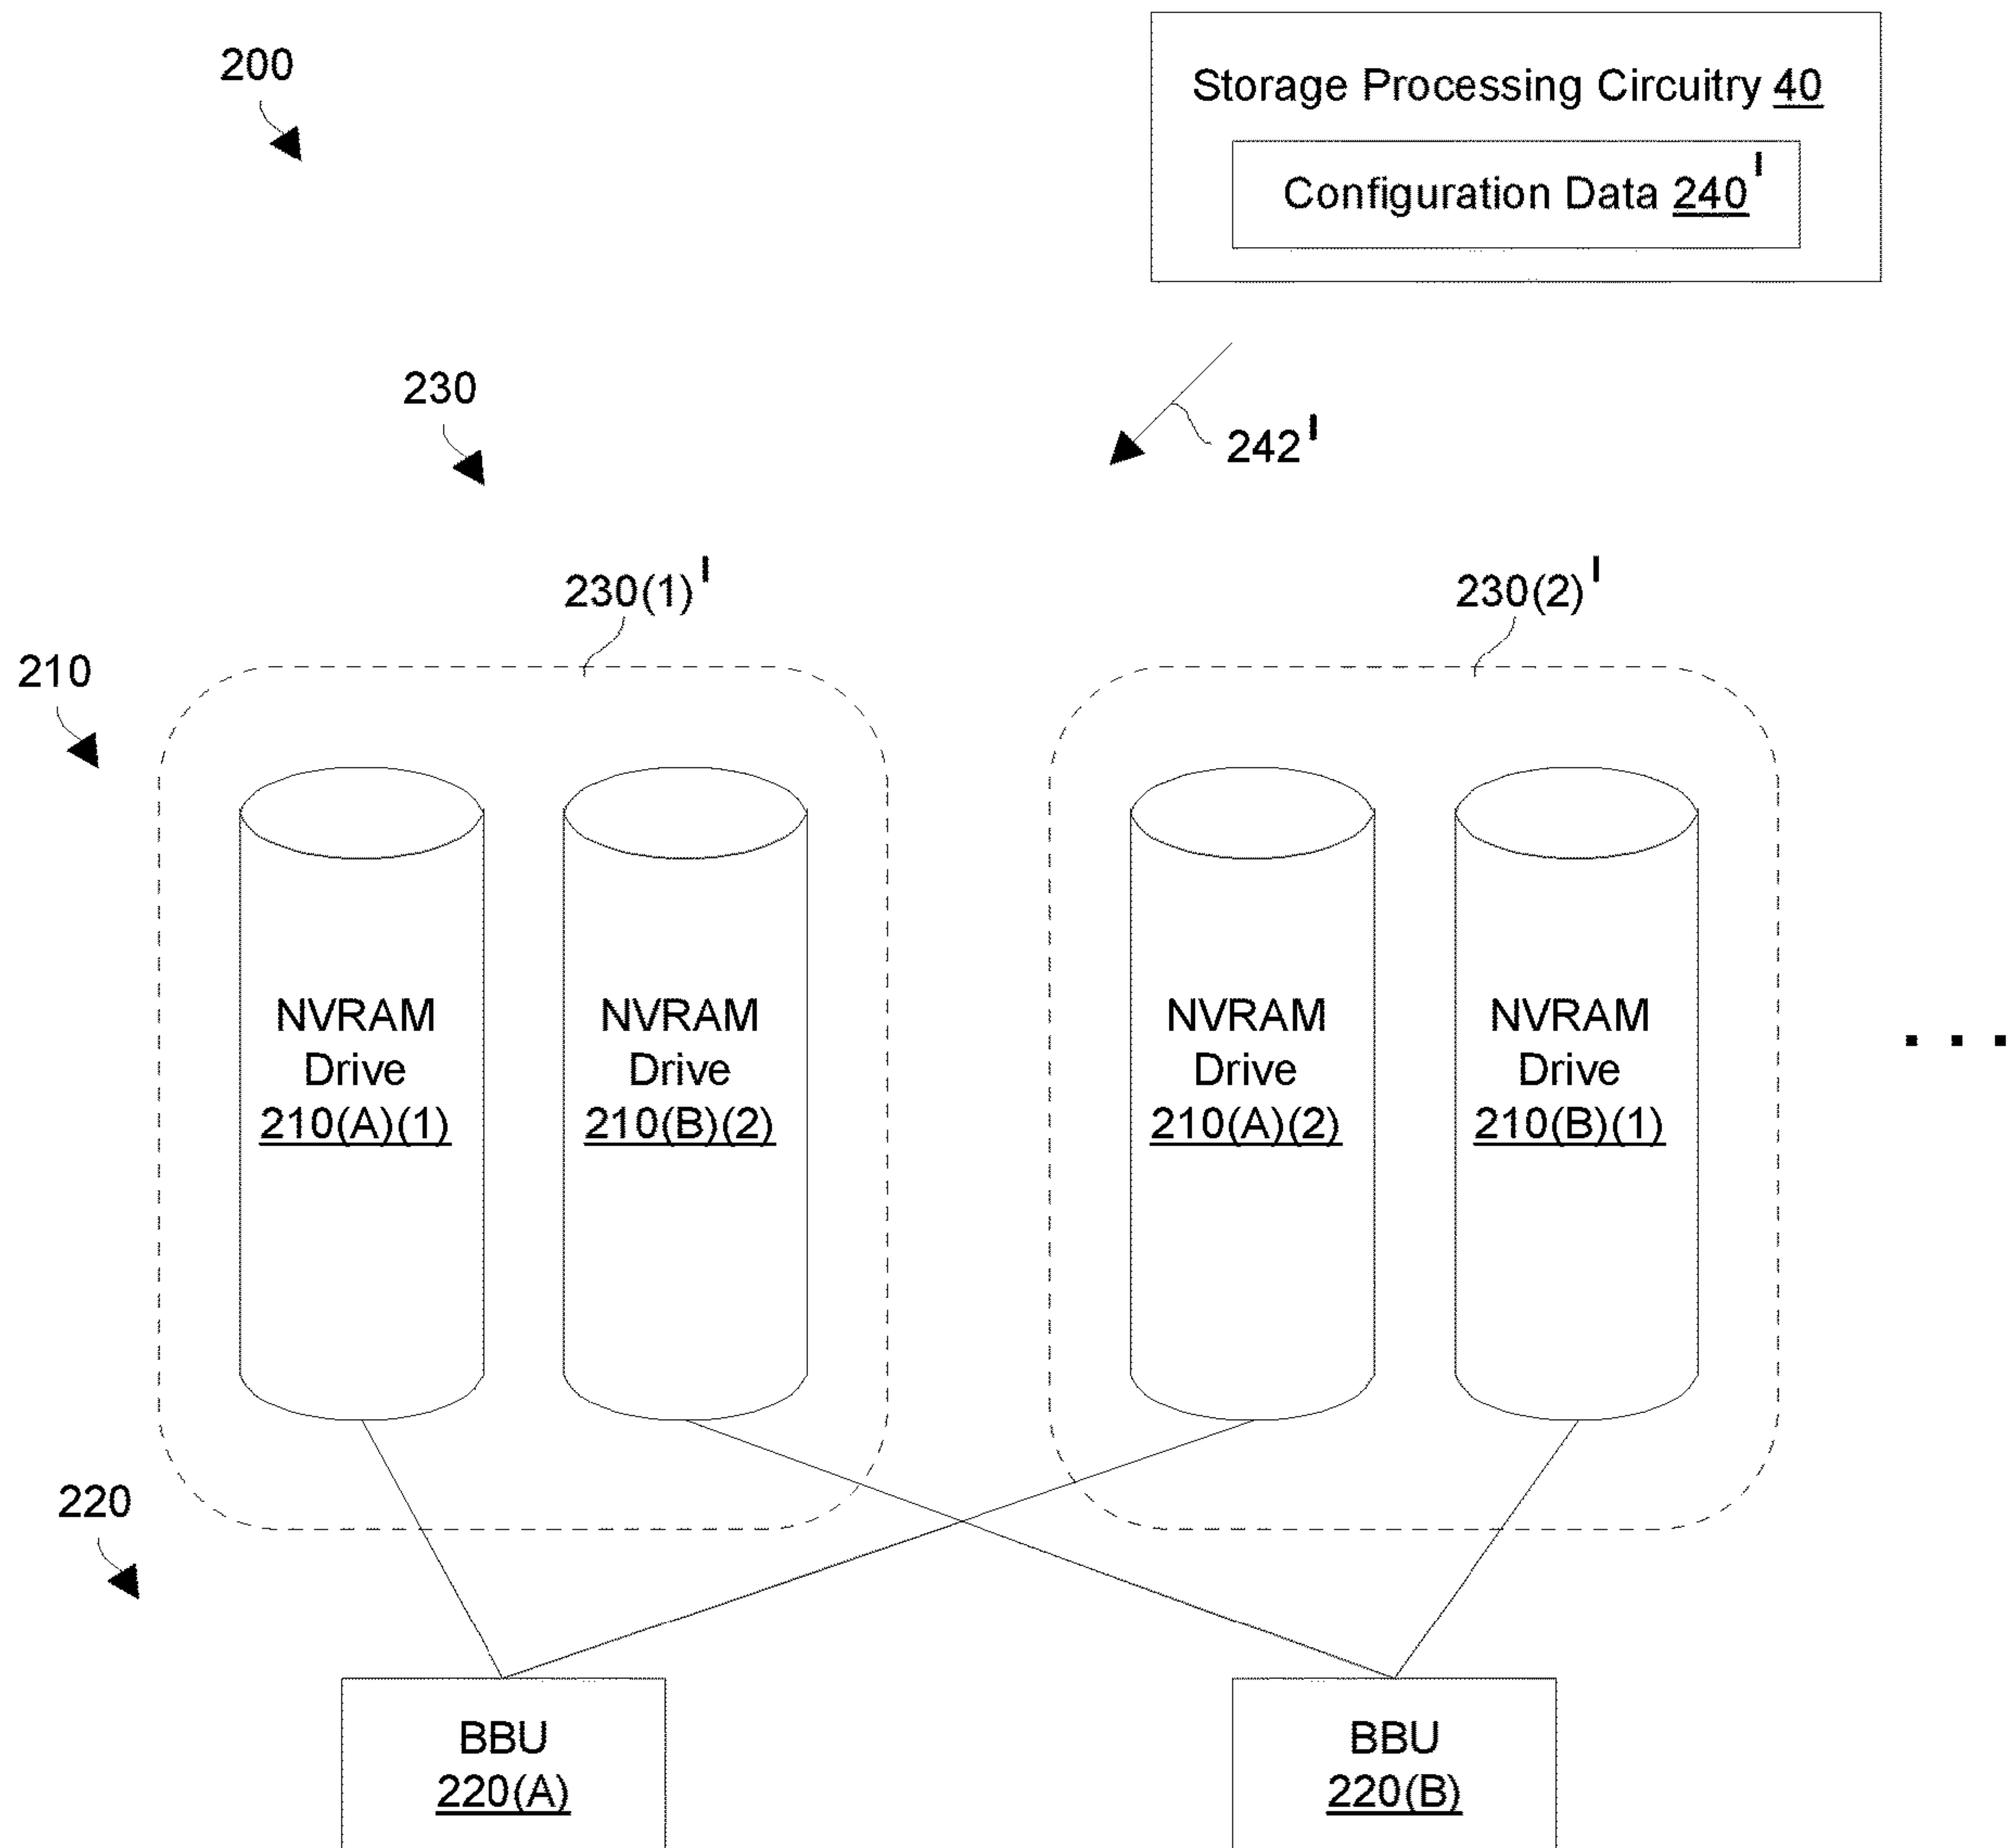 200
Storage Processing Circuitry 40
Configuration Data 240'
230
242'
230(1)'
230(2)'
210
NVRAM
Drive
210(A)(1)
NVRAM
Drive
210(B)(2)
NVRAM
Drive
210(A)(2)
NVRAM
Drive
210(B)(1)
. . .
220
BBU
220(A)
BBU
220(B)